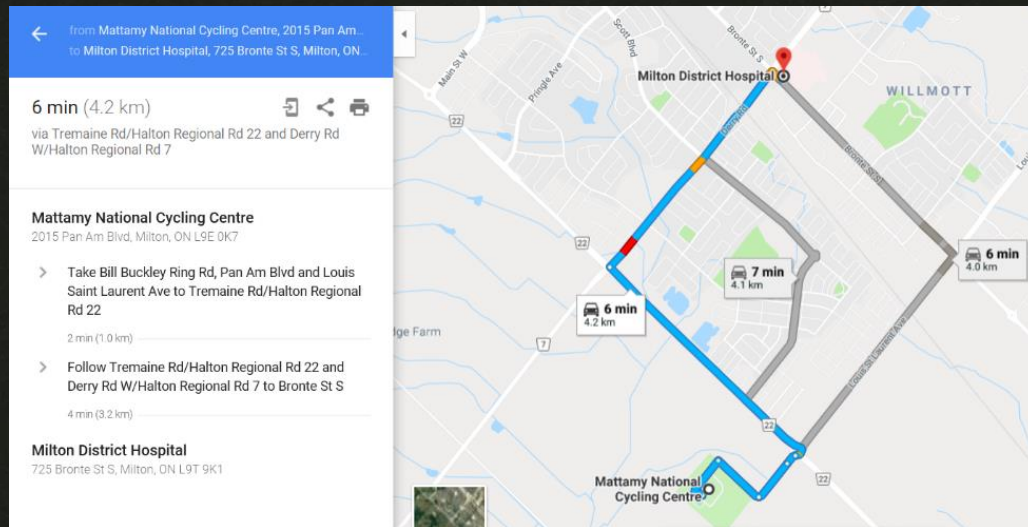 from Mattamy National Cycling Centre, 2015 Pan Am...
to Milton District Hospital, 725 Bronte St S, Milton, ON...
6 min (4.2 km)
via Tremaine Rd/Halton Regional Rd 22 and Derry Rd
W/Halton Regional Rd 7
Mattamy National Cycling Centre
2015 Pan Am Blvd, Milton, ON L9E 0K7
Take Bill Buckley Ring Rd, Pan Am Blvd and Louis
Saint Laurent Ave to Tremaine Rd/Halton Regional
Rd 22
2 min (1.0 km)
Follow Tremaine Rd/Halton Regional Rd 22 and
Derry Rd W/Halton Regional Rd 7 to Bronte St S
4 min (3.2 km)
Milton District Hospital
725 Bronte St S, Milton, ON L9T 9K1
7
Scott Blvd
Bronte St S
Main St W
Pringle Ave
Milton District Hospital
WILLMOTT
22
Derry Rd
Bronte St S
Lou
22
6 min
4.0 km
7 min
4.1 km
6 min
4.2 km
dge Farm
7
Louis St Laurent Ave
22
Mattamy National
Cycling Centre
22